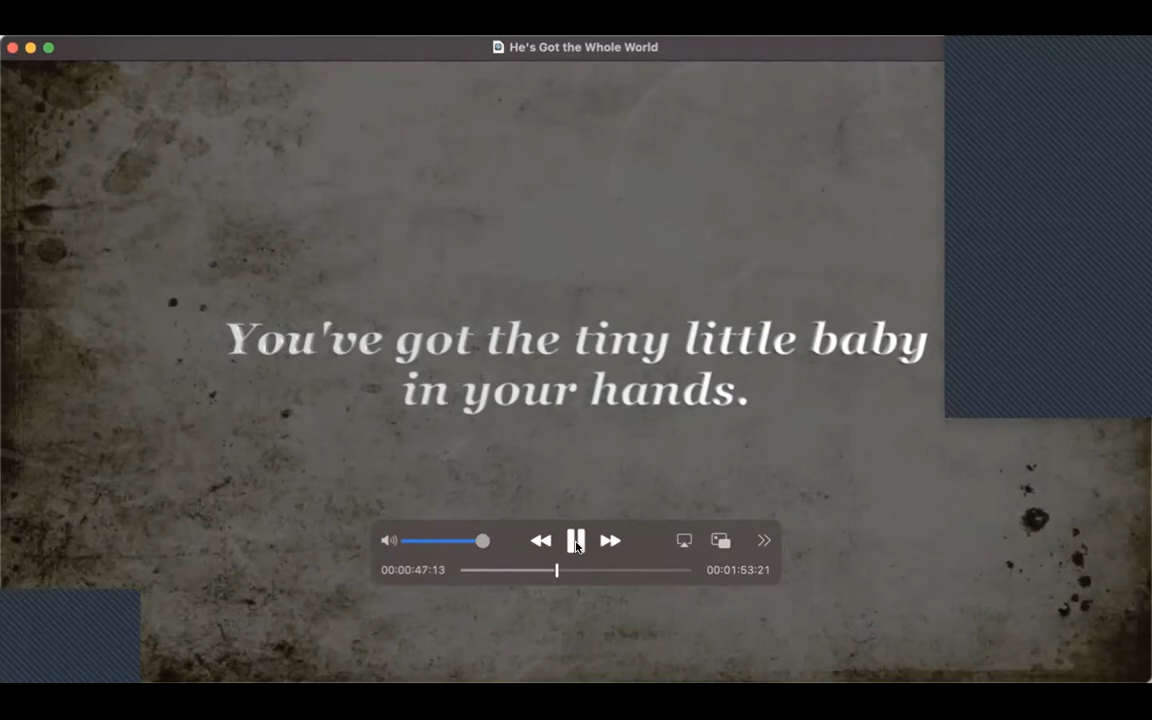 He's Got the Whole World
You've got the tiny little baby
in your hands.
00:00:47:13
00:01:53:21